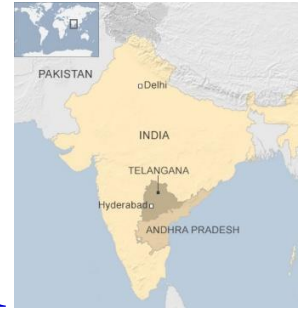 PAKISTAN
Delhi
INDIA
TELANGANA
Hyderabad
ANDHRA PRADESH